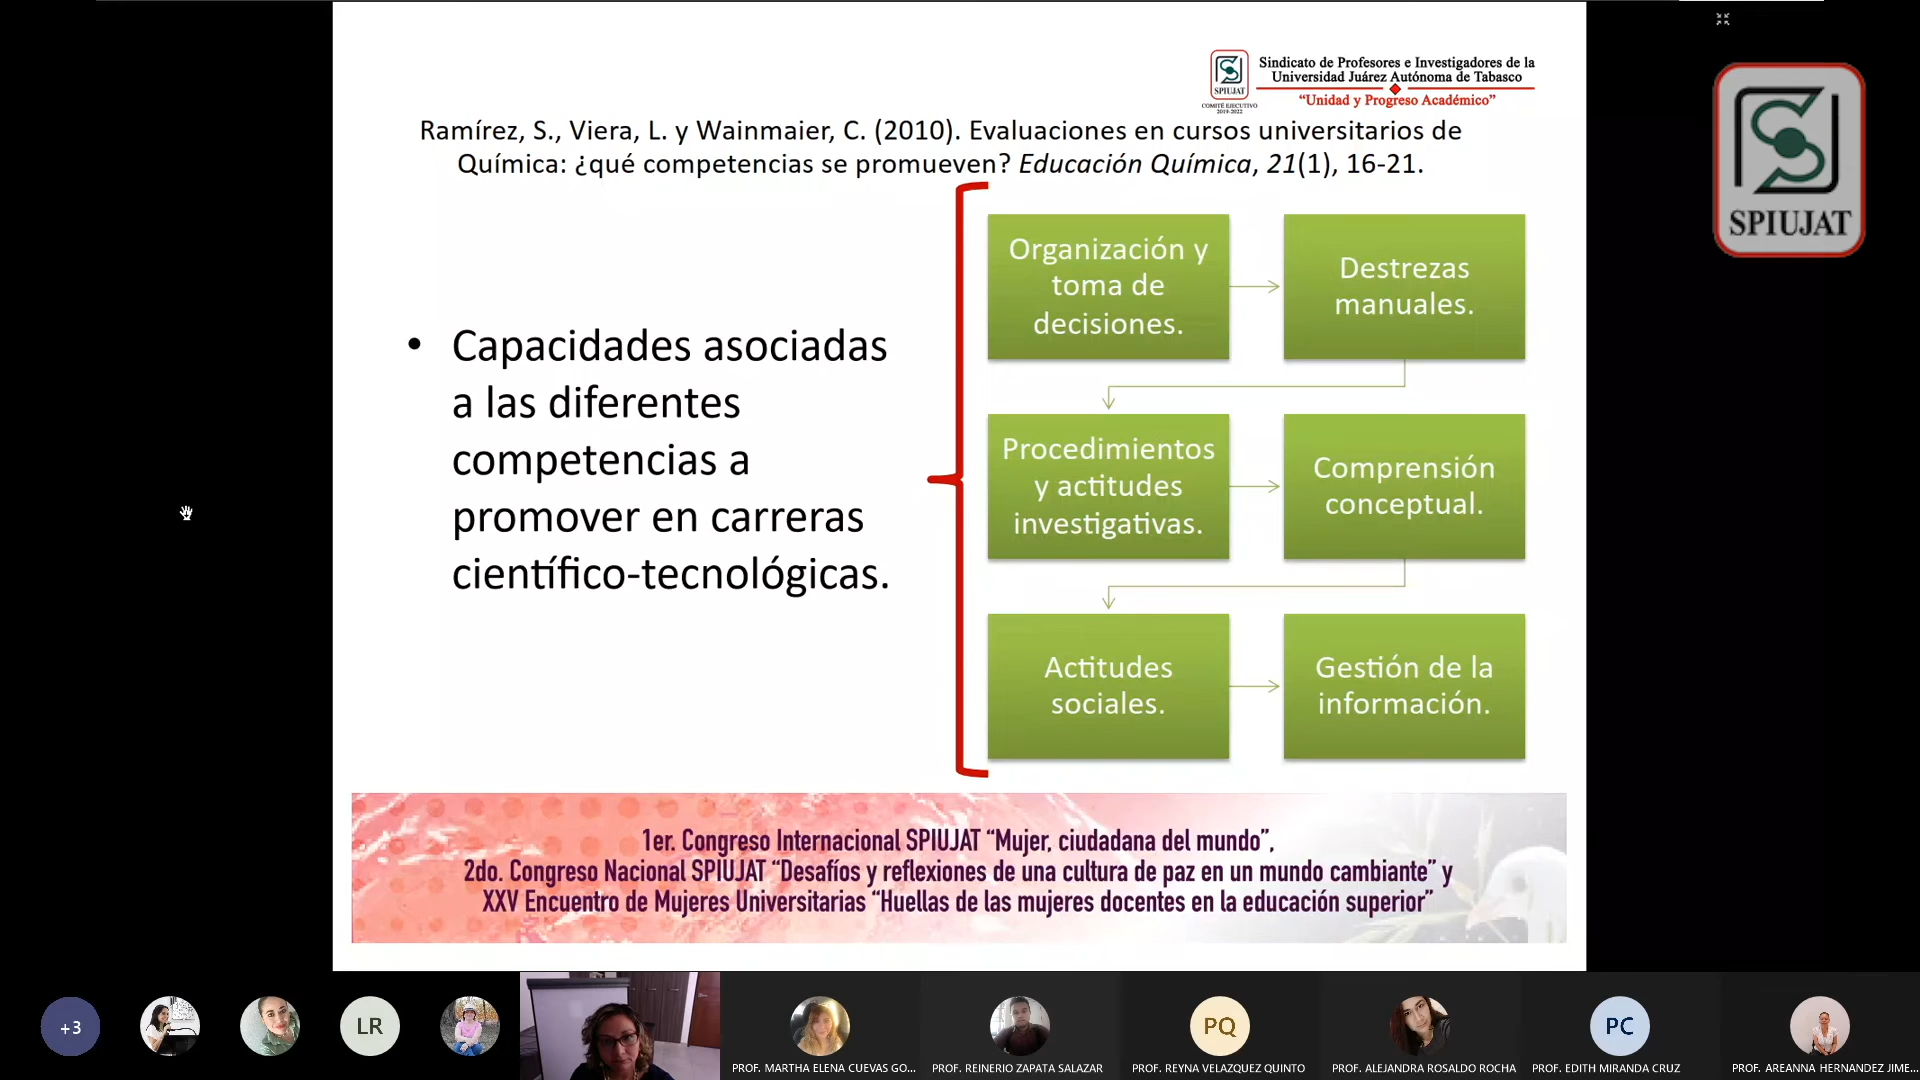 SPIUJAT
COMITÉ EJECUTIVO
2019-2022
Sindicato de Profesores e Investigadores de la
Universidad Juárez Autónoma de Tabasco
“Unidad y Progreso Académico”
SPIUJAT
Ramírez, S., Viera, L. y Wainmaier, C. (2010). Evaluaciones en cursos universitarios de
Química: ¿qué competencias se promueven? Educación Química, 21(1), 16-21.
• Capacidades asociadas
a las diferentes
competencias a
promover en carreras
científico-tecnológicas.
Organización y
toma de
decisiones.
Destrezas
manuales.
Procedimientos
y actitudes
investigativas.
Comprensión
conceptual.
Actitudes
sociales.
Gestión de la
información.
1er. Congreso Internacional SPIUJAT “Mujer, ciudadana del mundo”,
2do. Congreso Nacional SPIUJAT “Desafíos y reflexiones de una cultura de paz en un mundo cambiante” y
XXV Encuentro de Mujeres Universitarias “Huellas de las mujeres docentes en la educación superior”
+3
LR
PQ
PC
PROF. MARTHA ELENA CUEVAS GO...
PROF. REINERIO ZAPATA SALAZAR
PROF. REYNA VELAZQUEZ QUINTO
PROF. ALEJANDRA ROSALDO ROCHA
PROF. EDITH MIRANDA CRUZ
PROF. AREANNA HERNANDEZ JIME...